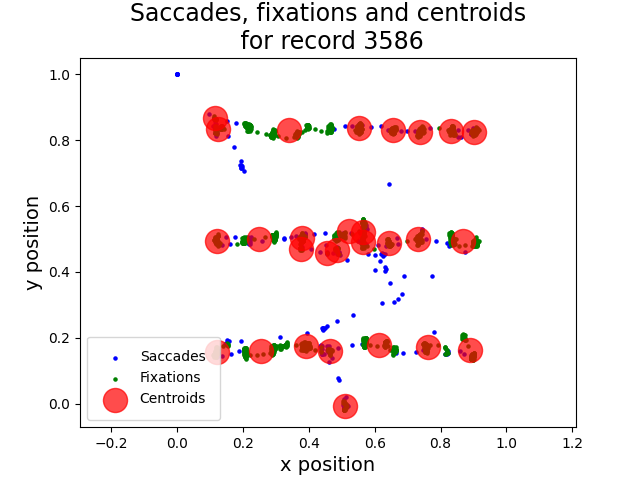 Saccades, fixations and centroids
for record 3586
1.0
0.8
0.6
0.4
0.2
0.0
y position
Saccades
Fixations
Centroids
−0.2
0.0
0.2
0.4
0.6
0.8
1.0
1.2
x position